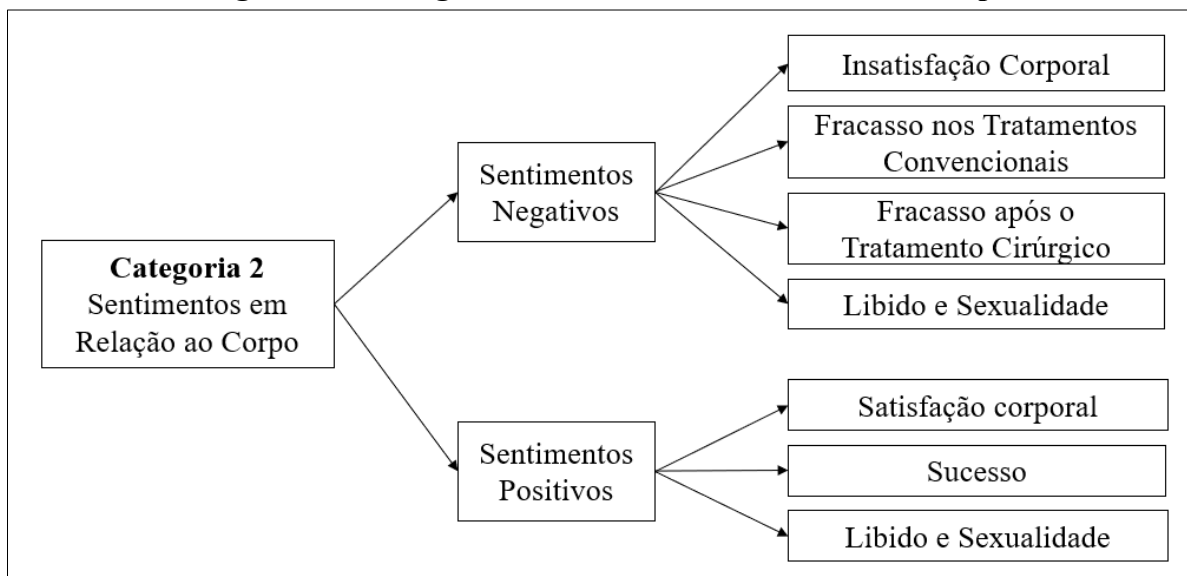 Insatisfação Corporal
Fracasso nos Tratamentos
Convencionais
Sentimentos
Negativos
Fracasso após o
Tratamento Cirúrgico
Categoria 2
Sentimentos em
Relação ao Corpo
Libido e Sexualidade
Satisfação corporal
Sentimentos
Positivos
Sucesso
Libido e Sexualidade